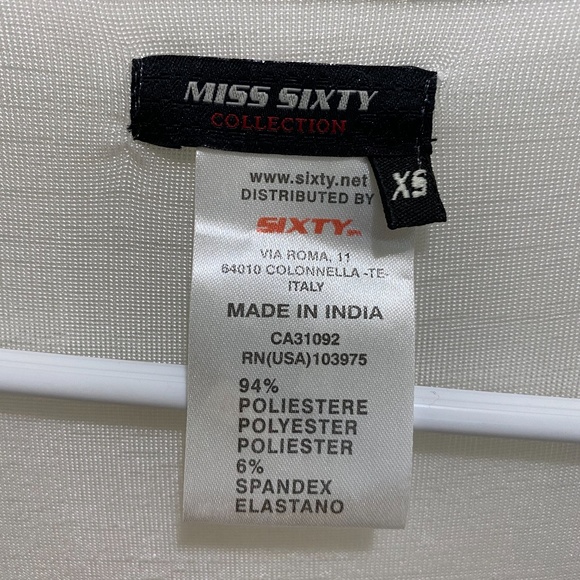 MISS SIXTY
COLLECTION
XS
www.sixty.net
DISTRIBUTED BY
SIXTY
VIA ROMA, 11
64010 COLONNELLA -TE-
ITALY
MADE IN INDIA
CA31092
RN(USA)103975
94%
POLIESTERE
POLYESTER
POLIESTER
6%
SPANDEX
ELASTANO